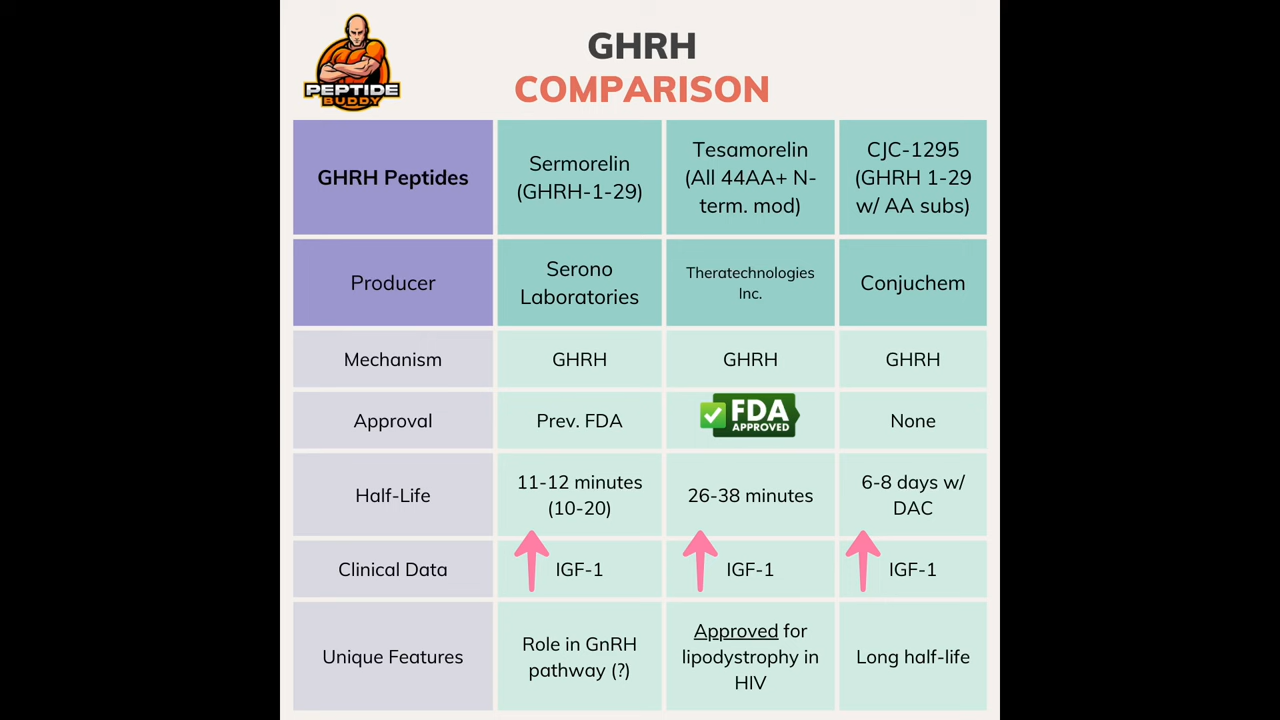 PEPTIDE
BUDDY
GHRH
COMPARISON
GHRH Peptides
Sermorelin
(GHRH-1-29)
Tesamorelin
(All 44AA+ N-
term. mod)
CJC-1295
(GHRH 1-29
w/ AA subs)
Producer
Serono
Laboratories
Theratechnologies
Inc.
Conjuchem
Mechanism
GHRH
GHRH
GHRH
Approval
Prev. FDA
FDA
APPROVED
None
Half-Life
11-12 minutes
(10-20)
26-38 minutes
6-8 days w/
DAC
Clinical Data
IGF-1
IGF-1
IGF-1
Unique Features
Role in GnRH
pathway (?)
Approved for
lipodystrophy in
HIV
Long half-life